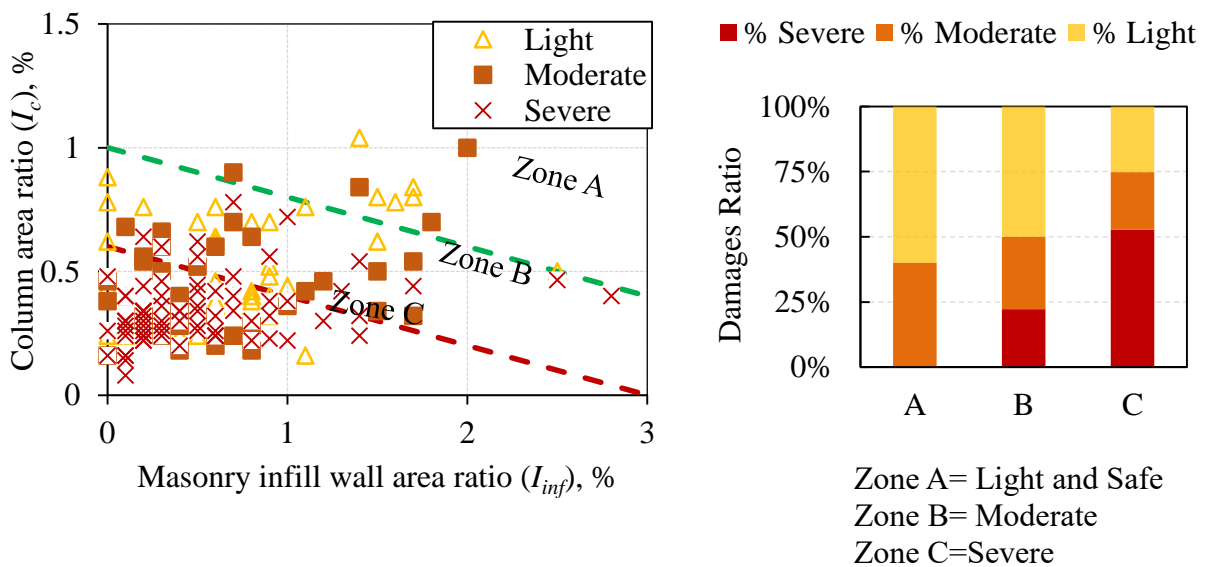 1.5
1
0.5
0
0
1
2
3
Column area ratio (I_c), %
Masonry infill wall area ratio (I_inf), %
Light
Moderate
Severe
Zone A
Zone B
Zone C
% Severe % Moderate % Light
100%
75%
50%
25%
0%
Damages Ratio
A
B
C
Zone A= Light and Safe
Zone B= Moderate
Zone C=Severe